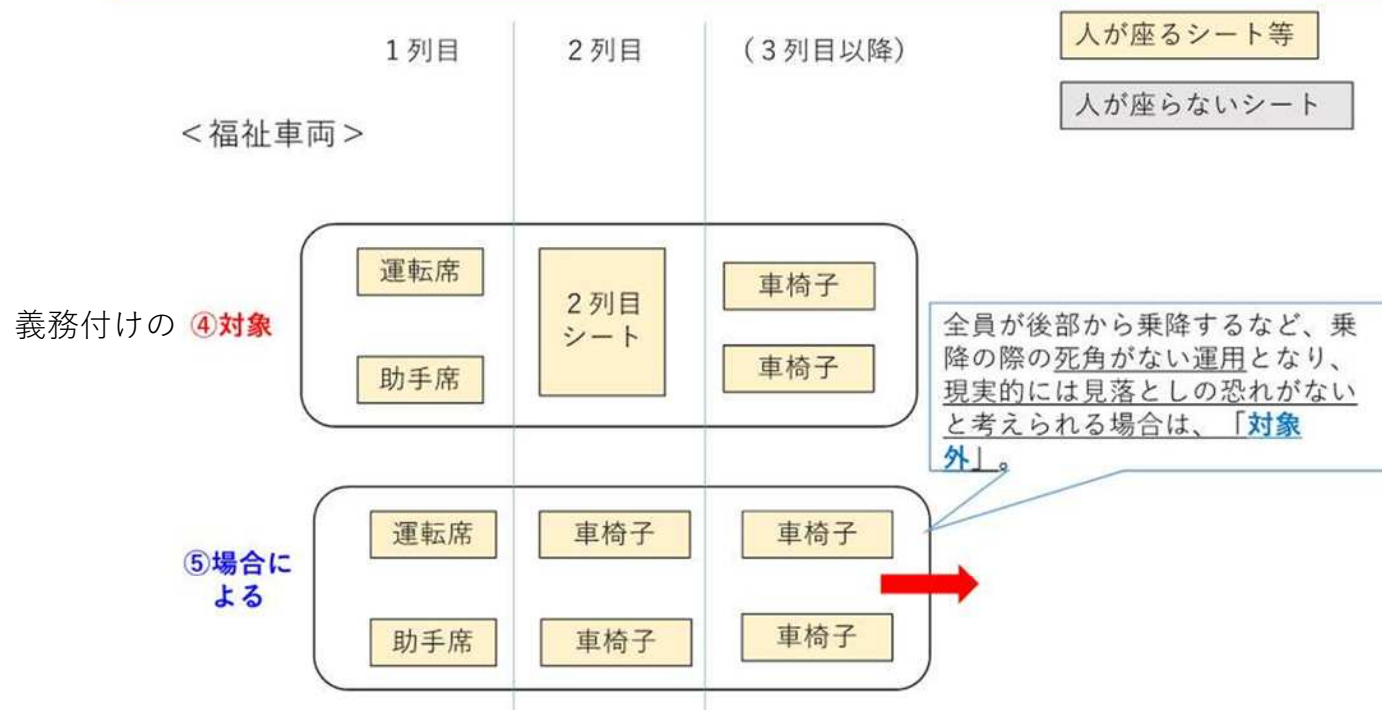 1列目
2列目
(3列目以降)
人が座るシート等
人が座らないシート
<福祉車両>
義務付けの ④対象
運転席
助手席
2列目
シート
車椅子
車椅子
全員が後部から乗降するなど、乗
降の際の死角がない運用となり、
現実的には見落としの恐れがない
と考えられる場合は、「対象
外」。
⑤場合に
よる
運転席
車椅子
車椅子
助手席
車椅子
車椅子